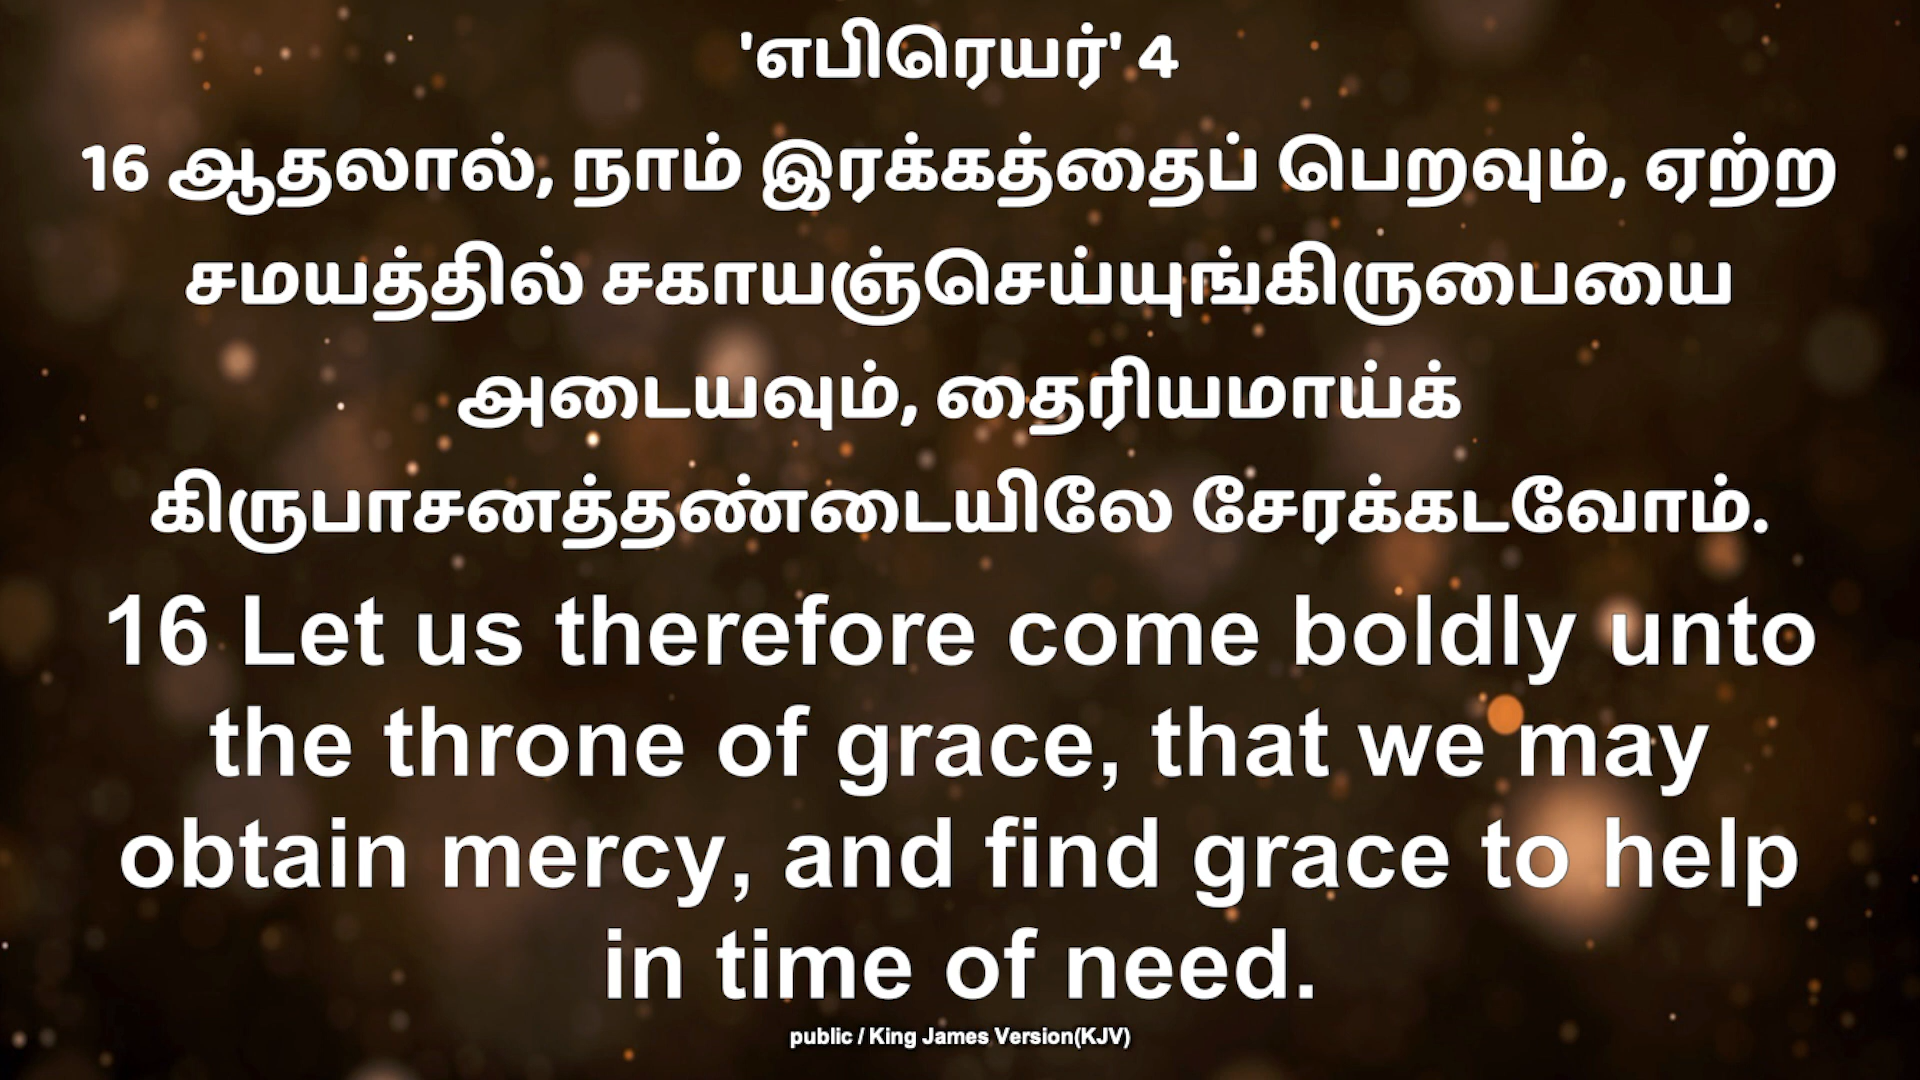 'எபிரெயர்' 4
16 ஆதலால், நாம் இரக்கத்தைப் பெறவும், ஏற்ற
சமயத்தில் சகாயஞ்செய்யுங்கிருபையை
அடையவும், தைரியமாய்க்
கிருபாசனத்தண்டையிலே சேரக்கடவோம்.
16 Let us therefore come boldly unto
the throne of grace, that we may
obtain mercy, and find grace to help
in time of need.
public / King James Version(KJV)